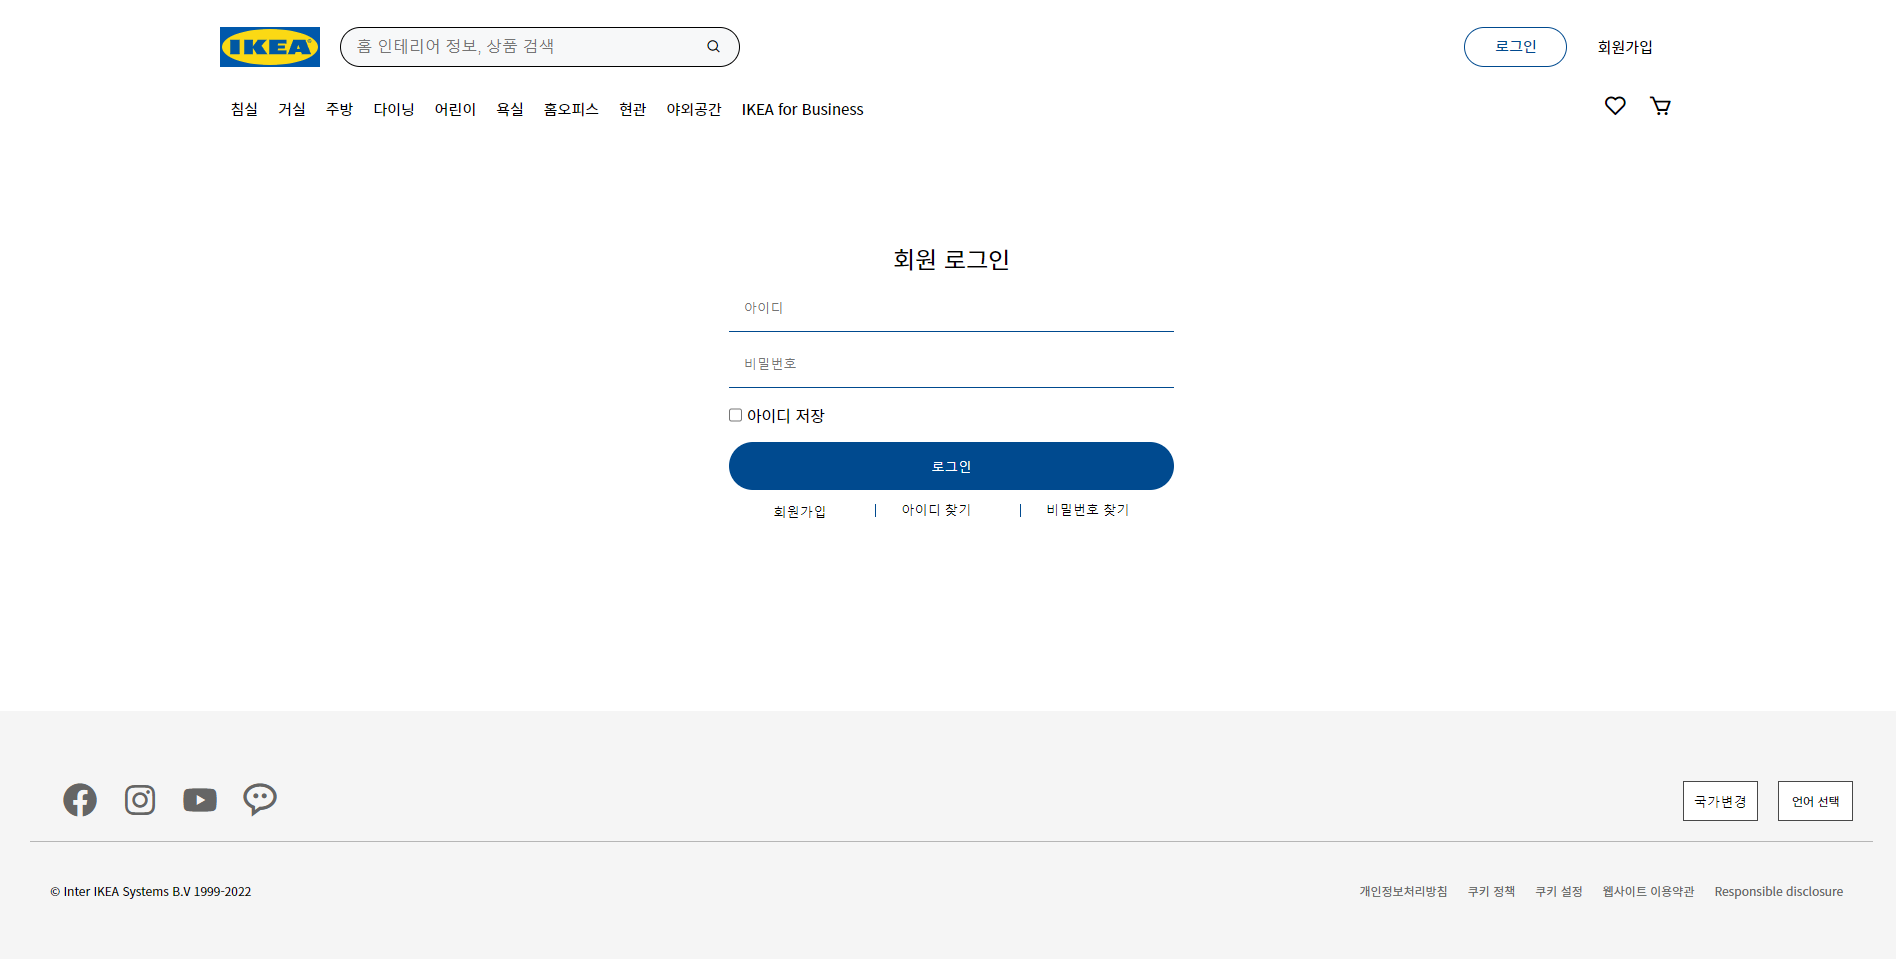 IKEA
홈 인테리어 정보, 상품 검색
로그인 회원가입
침실 거실 주방 다이닝 어린이 욕실 홈오피스 현관 야외공간 IKEA for Business
회원 로그인
아이디
비밀번호
아이디 저장
로그인
회원가입 | 아이디 찾기 | 비밀번호 찾기
국가변경 언어 선택
© Inter IKEA Systems B.V 1999-2022 개인정보처리방침 쿠키 정책 쿠키 설정 웹사이트 이용약관 Responsible disclosure